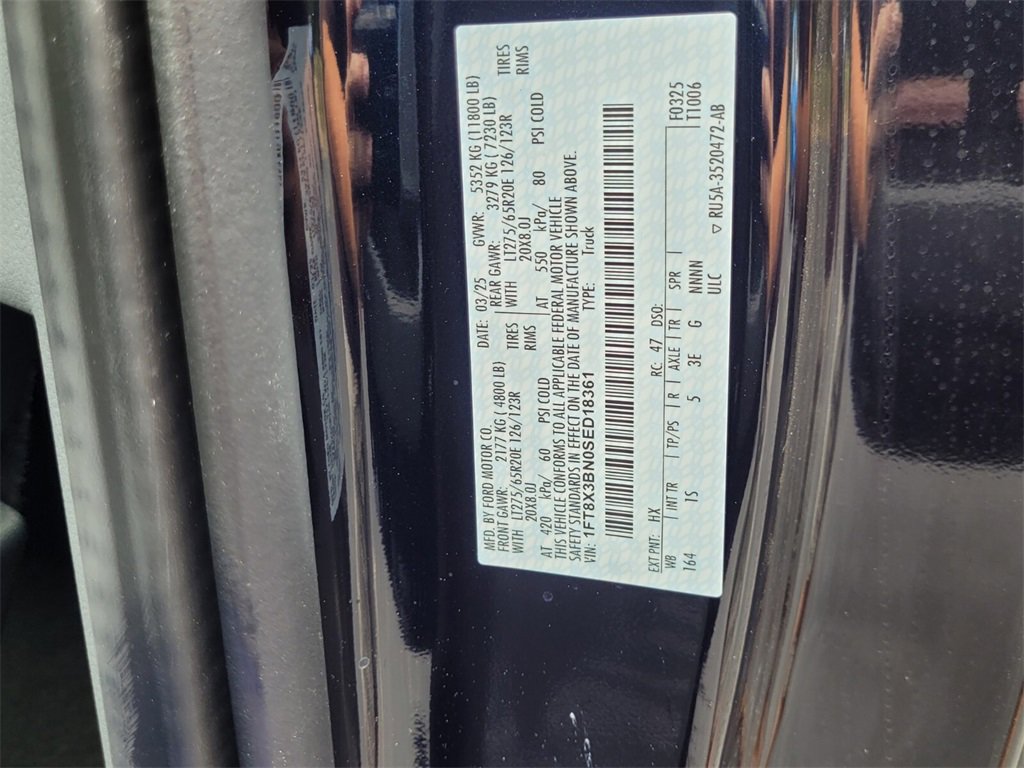 MFD. BY FORD MOTOR CO.
DATE: 03/25 GVWR: 5352 KG (11800 LB)
FRONT GAWR: 2177 KG (4800 LB)
REAR GAWR: 3279 KG (7230 LB)
WITH LT275/65R20E 126/123R TIRES
WITH LT275/65R20E 126/123R TIRES
20X8.0J RIMS
20X8.0J RIMS
AT 420 kPa/ 60 PSI COLD
AT 550 kPa/ 80 PSI COLD
THIS VEHICLE CONFORMS TO ALL APPLICABLE FEDERAL MOTOR VEHICLE
SAFETY STANDARDS IN EFFECT ON THE DATE OF MANUFACTURE SHOWN ABOVE.
VIN: 1FT8X3BN0SED18361 TYPE: Truck
EXT PNT: HX RC: 47 DSO: F0325
WB | INT TR | TP/PS | R | AXLE | TR | SPR | T1006
164 1S 5 3E G NNNN
ULC
▽ RU5A-3520472-AB